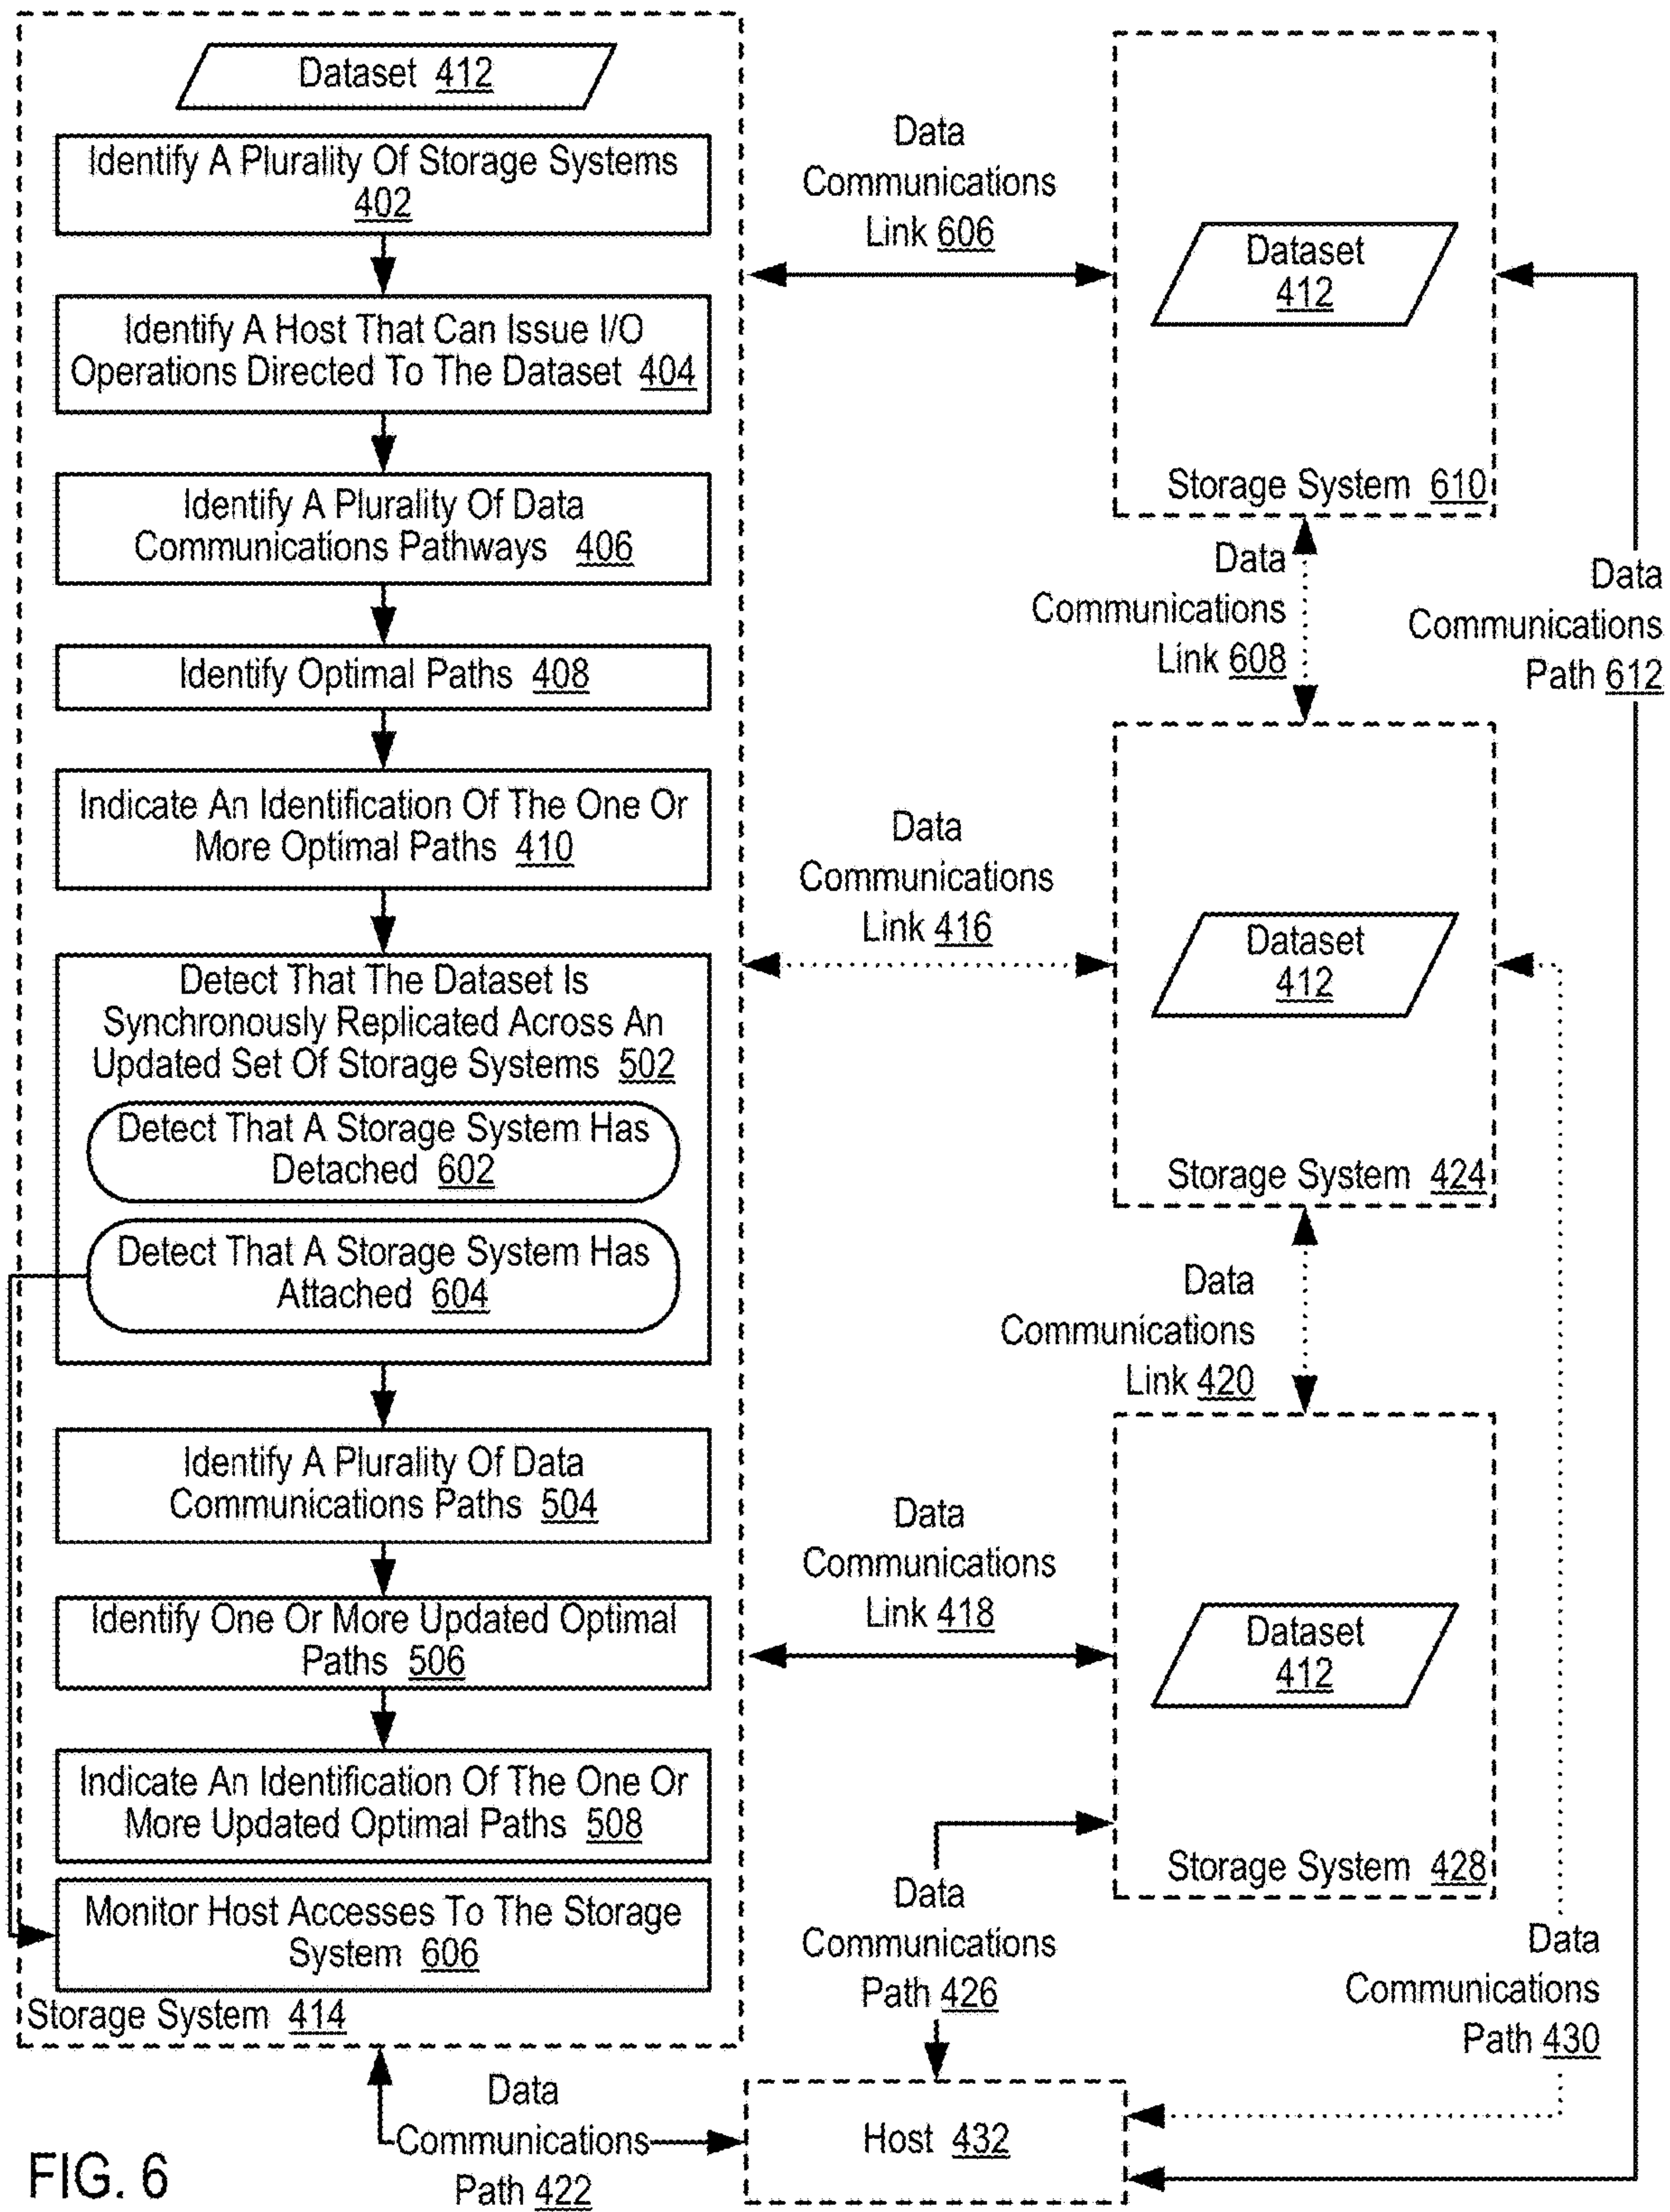 Dataset 412
Identify A Plurality Of Storage Systems
402
Identify A Host That Can Issue I/O
Operations Directed To The Dataset 404
Identify A Plurality Of Data
Communications Pathways 406
Identify Optimal Paths 408
Indicate An Identification Of The One Or
More Optimal Paths 410
Detect That The Dataset Is
Synchronously Replicated Across An
Updated Set Of Storage Systems 502
Detect That A Storage System Has
Detached 602
Detect That A Storage System Has
Attached 604
Identify A Plurality Of Data
Communications Paths 504
Identify One Or More Updated Optimal
Paths 506
Indicate An Identification Of The One Or
More Updated Optimal Paths 508
Monitor Host Accesses To The Storage
System 606
Storage System 414
Data
Communications
Link 606
Dataset
412
Storage System 610
Data
Communications
Link 608
Data
Communications
Path 612
Data
Communications
Link 416
Dataset
412
Storage System 424
Data
Communications
Link 420
Data
Communications
Link 418
Dataset
412
Storage System 428
Data
Communications
Path 426
Data
Communications
Path 430
Data
Communications
Path 422
Host 432
FIG. 6